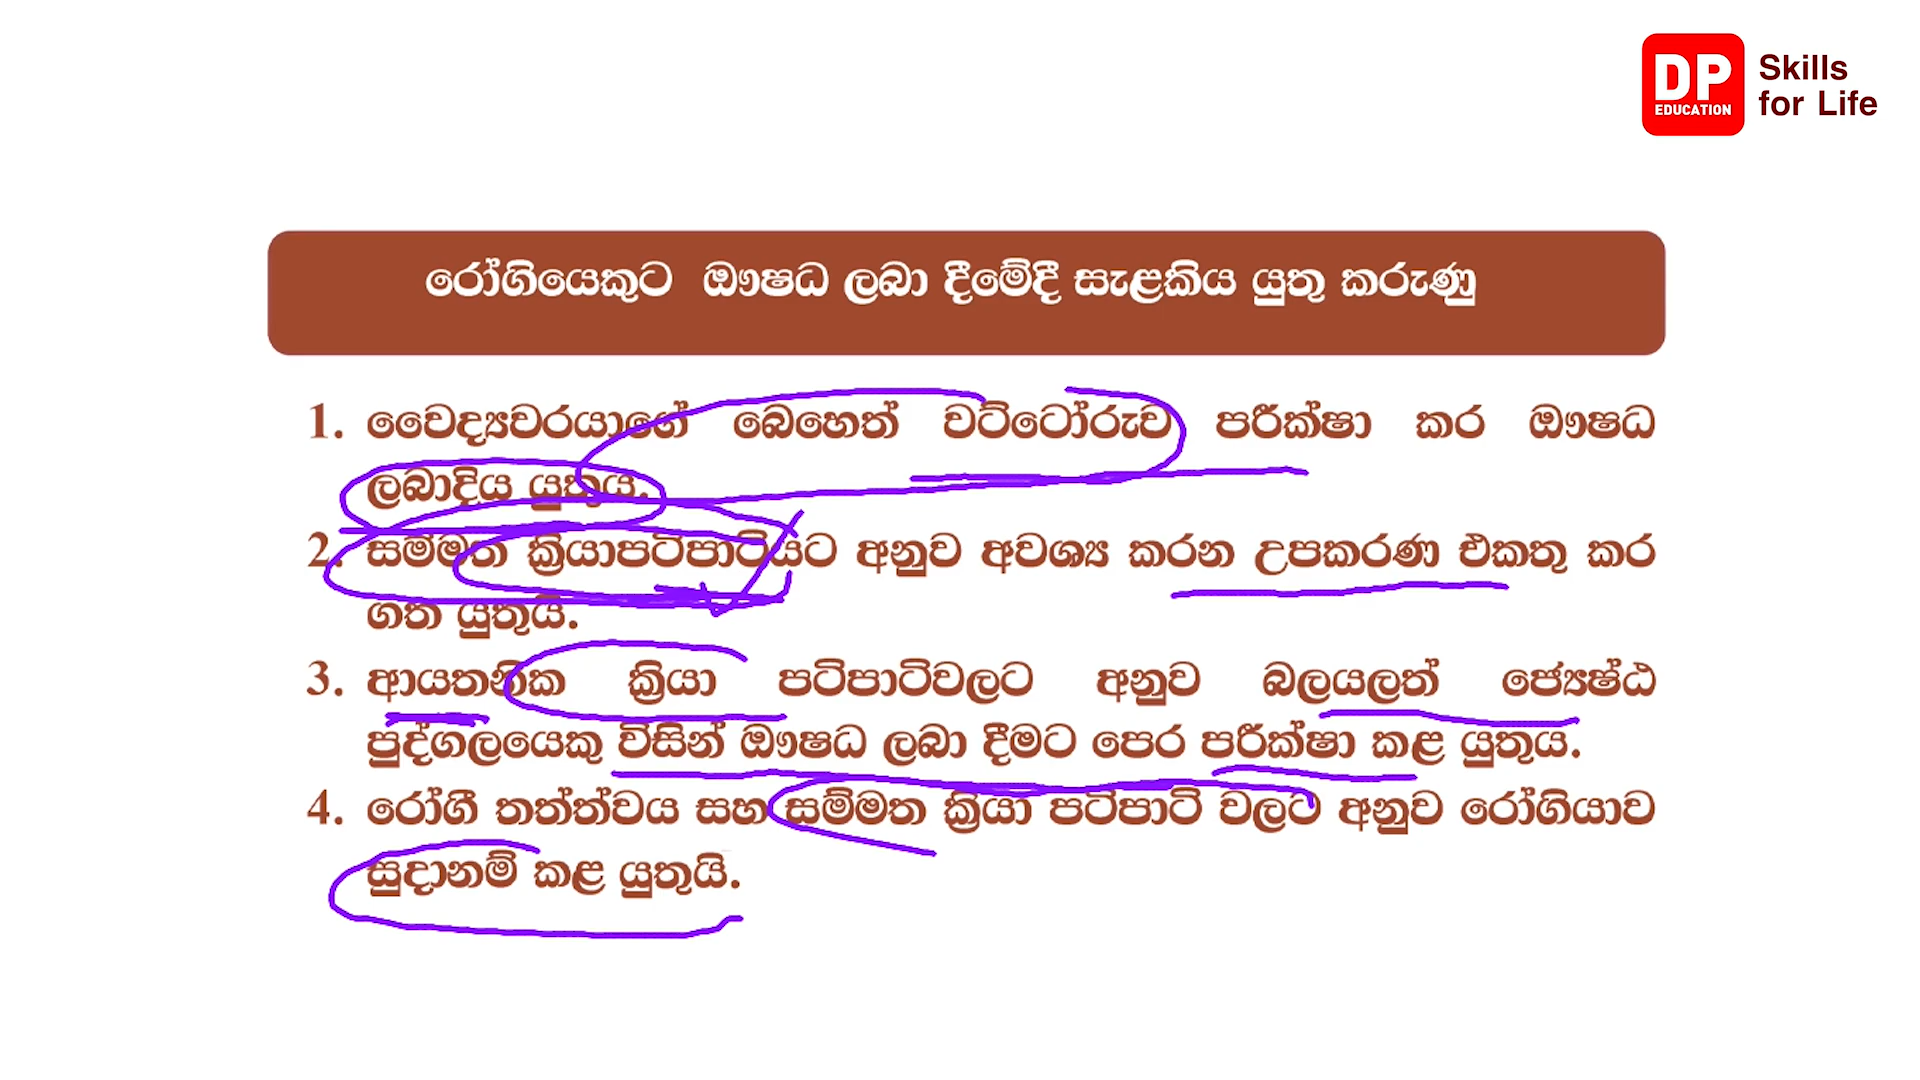 DP
EDUCATION
Skills
for Life
රෝගියෙකුට ඖෂධ ලබා දීමේදී සැළකිය යුතු කරුණු
1. වෛද්‍යවරයාගේ බෙහෙත් වට්ටෝරුව පරීක්ෂා කර ඖෂධ
ලබාදිය යුතුය.
2. සම්මත ක්‍රියාපටිපාටියට අනුව අවශ්‍ය කරන උපකරණ එකතු කර
ගත යුතුයි.
3. ආයතනික ක්‍රියා පටිපාටිවලට අනුව බලයලත් ජ්‍යෙෂ්ඨ
පුද්ගලයෙකු විසින් ඖෂධ ලබා දීමට පෙර පරීක්ෂා කළ යුතුය.
4. රෝගී තත්ත්වය සහ සම්මත ක්‍රියා පටිපාටි වලට අනුව රෝගියාව
සුදානම් කළ යුතුයි.